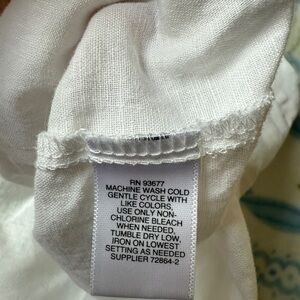 RN 93677
MACHINE WASH COLD
GENTLE CYCLE WITH
LIKE COLORS,
USE ONLY NON-
CHLORINE BLEACH
WHEN NEEDED,
TUMBLE DRY LOW,
IRON ON LOWEST
SETTING AS NEEDED
SUPPLIER 72864-2